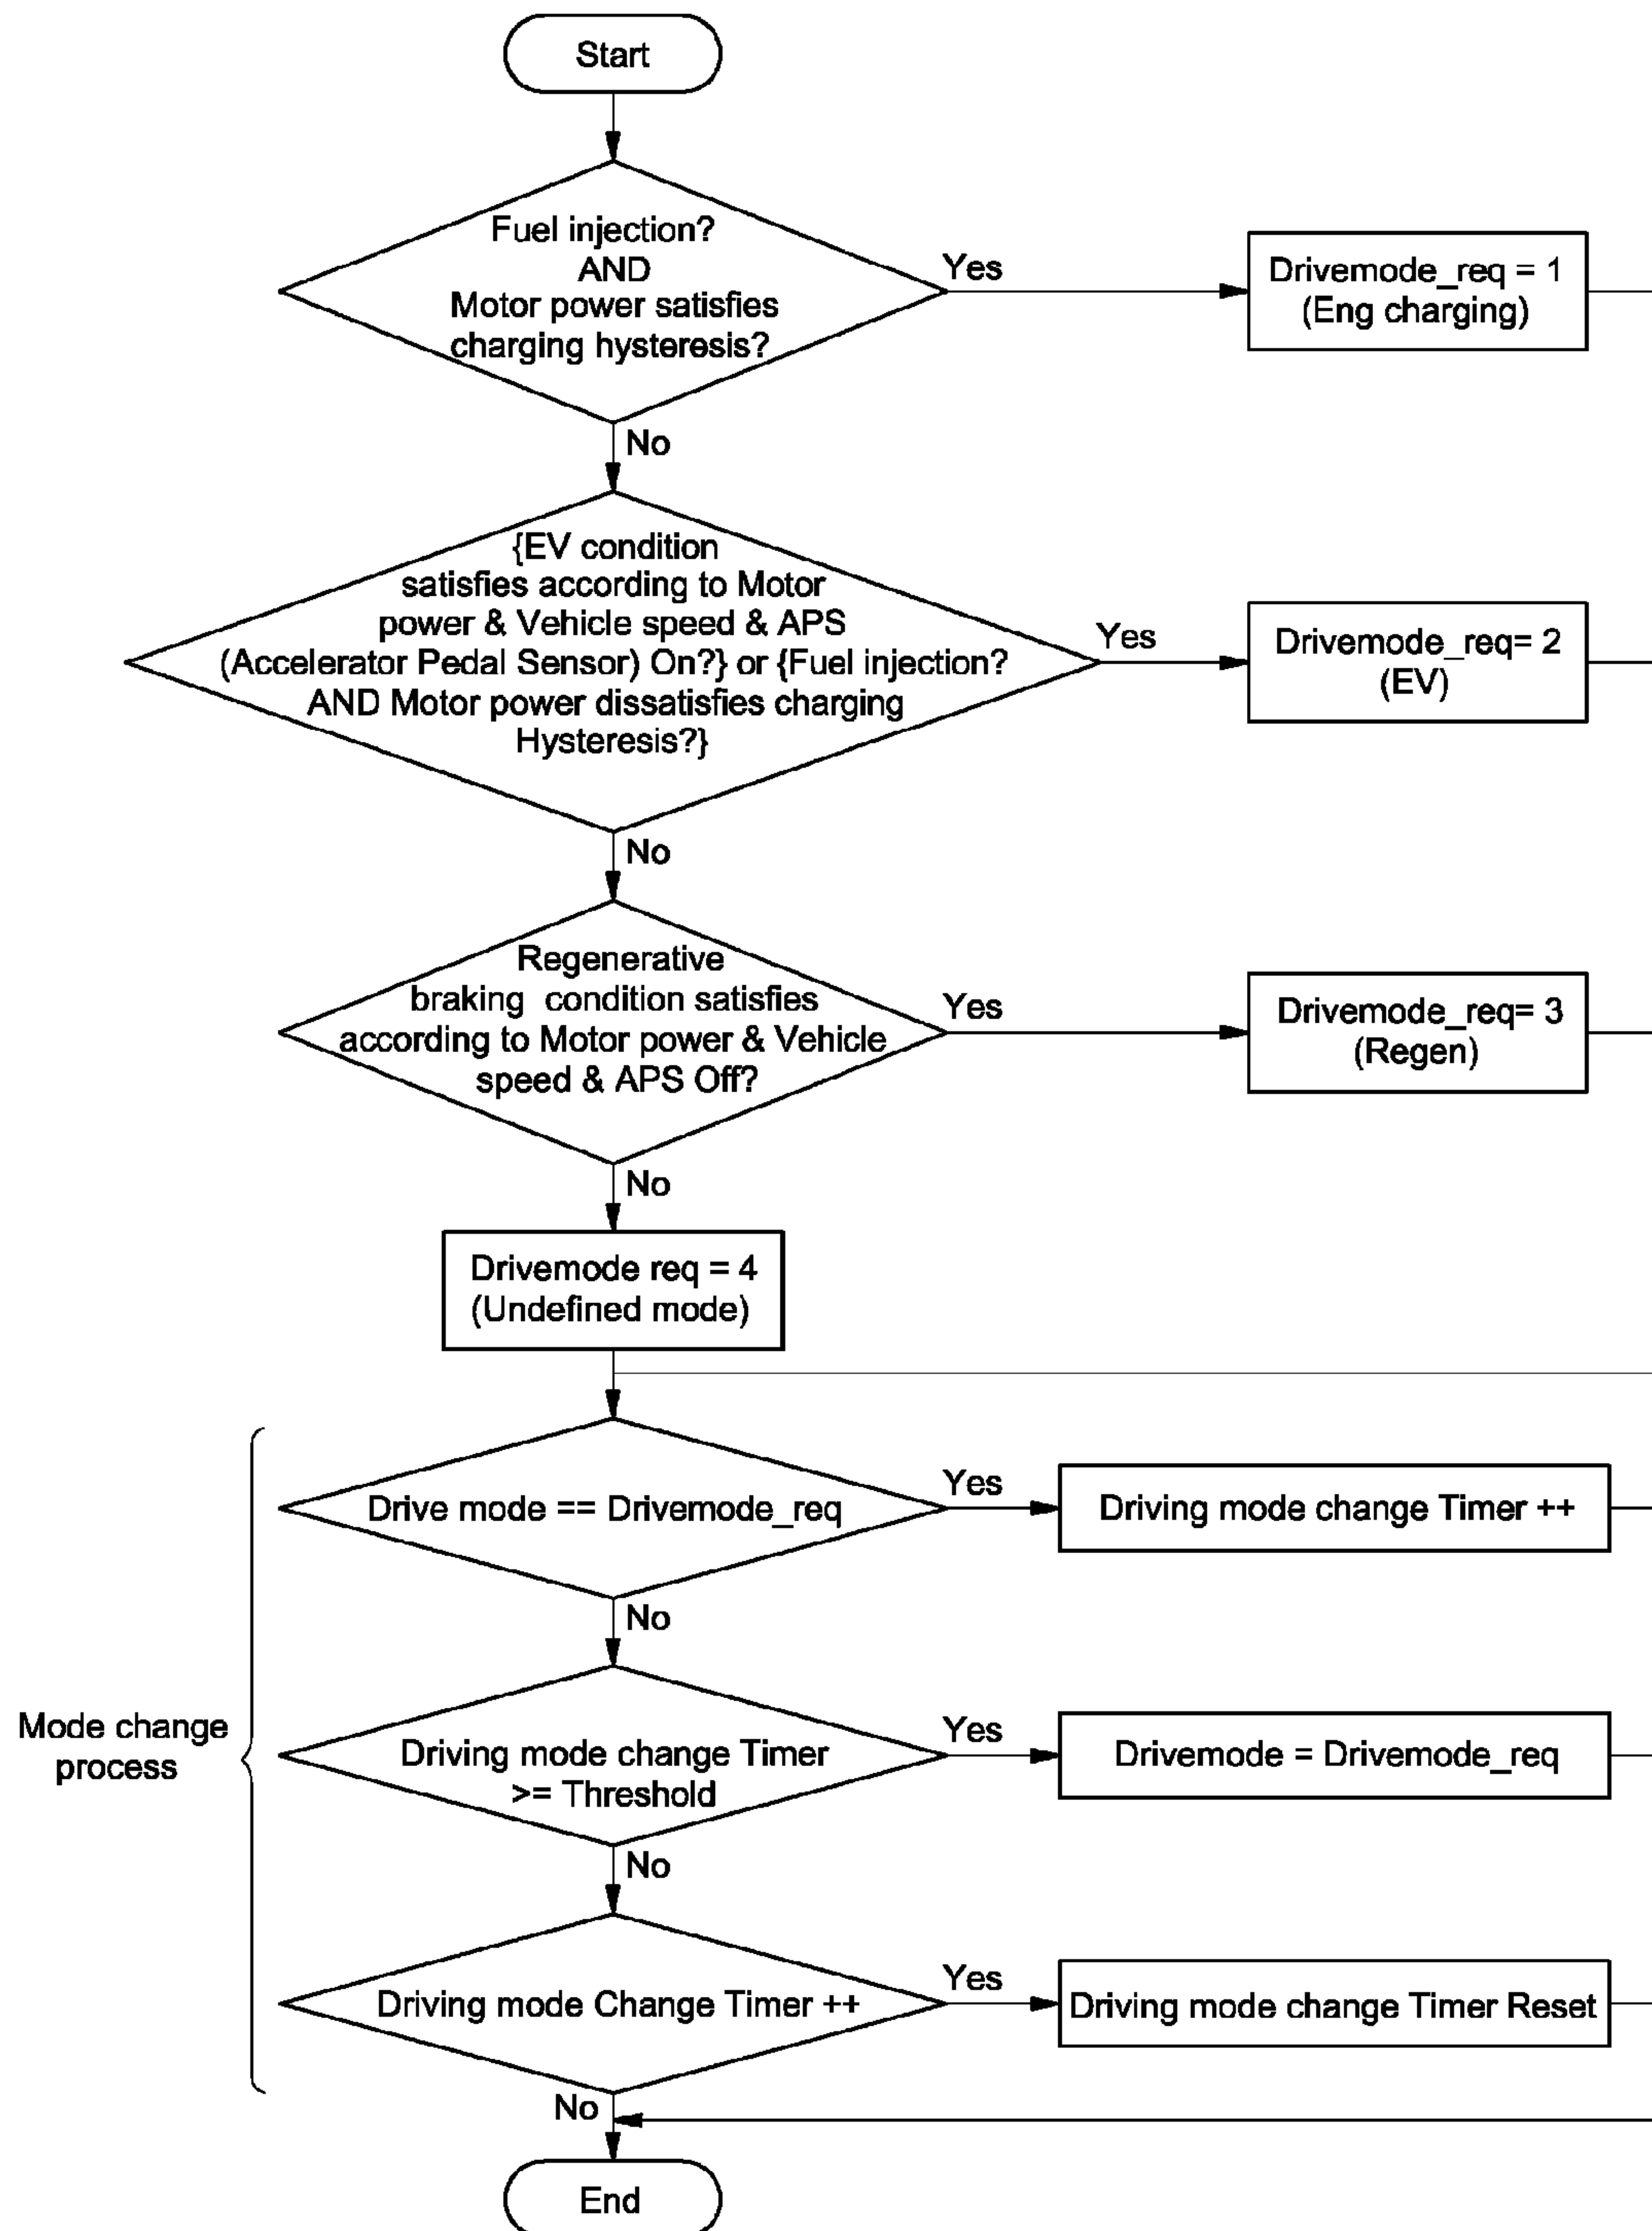 Start
Fuel injection?
AND
Motor power satisfies
charging hysteresis?
Yes
Drivemode_req = 1
(Eng charging)
No
{EV condition
satisfies according to Motor
power & Vehicle speed & APS
(Accelerator Pedal Sensor) On?} or {Fuel injection?
AND Motor power dissatisfies charging
Hysteresis?}
Yes
Drivemode_req= 2
(EV)
No
Regenerative
braking condition satisfies
according to Motor power & Vehicle
speed & APS Off?
Yes
Drivemode_req= 3
(Regen)
No
Drivemode req = 4
(Undefined mode)
Mode change
process
Drive mode == Drivemode_req
Yes
Driving mode change Timer ++
No
Driving mode change Timer
>= Threshold
Yes
Drivemode = Drivemode_req
No
Driving mode Change Timer ++
Yes
Driving mode change Timer Reset
No
End